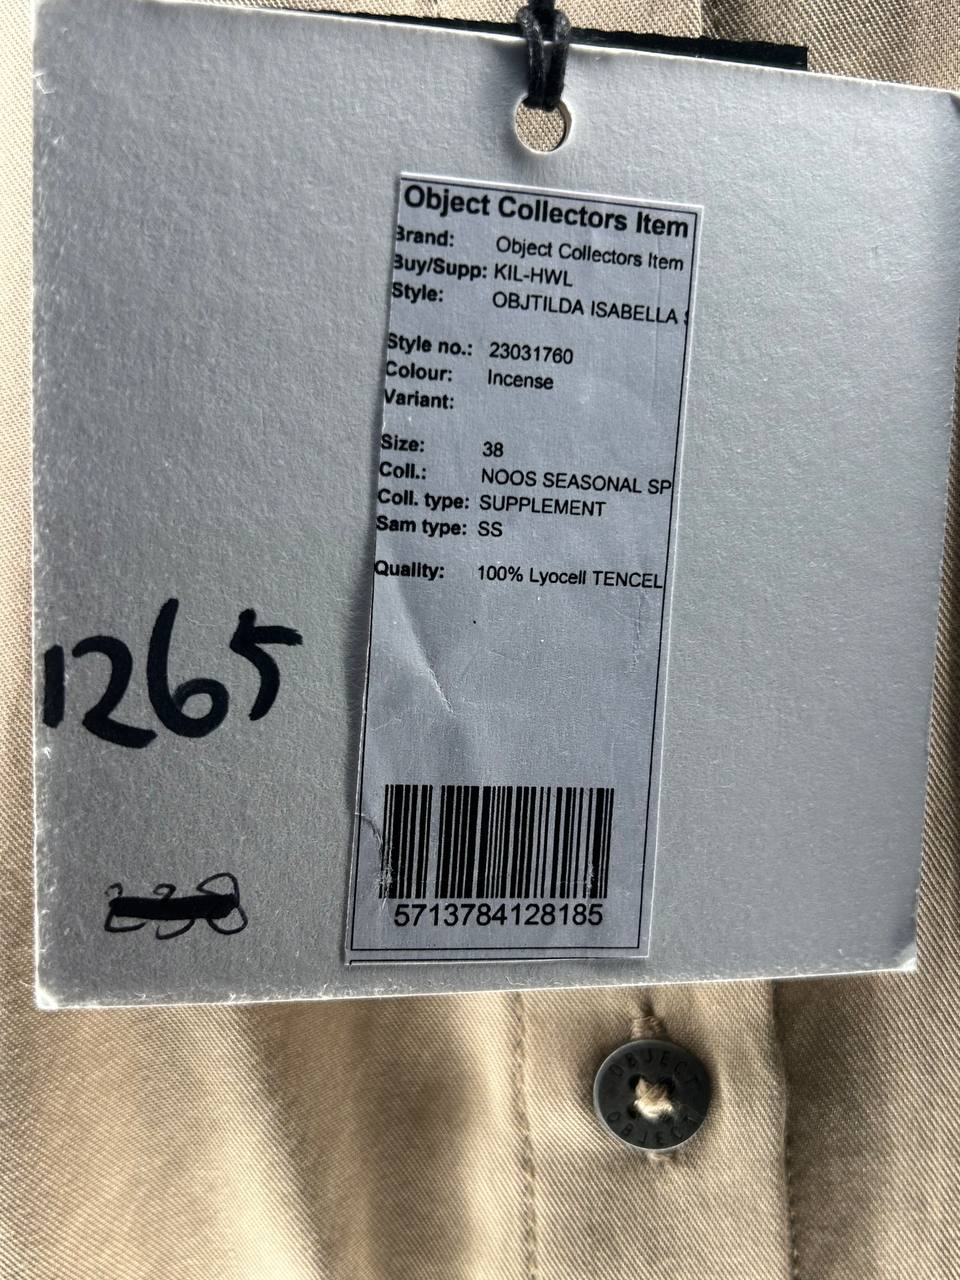 Object Collectors Item
Brand: Object Collectors Item
Buy/Supp: KIL-HWL
Style: OBJTILDA ISABELLA
Style no.: 23031760
Colour: Incense
Variant:
Size: 38
Coll.: NOOS SEASONAL SP
Coll. type: SUPPLEMENT
Sam type: SS
Quality: 100% Lyocell TENCEL
1265
5713784128185
OBJECT
OBJECT